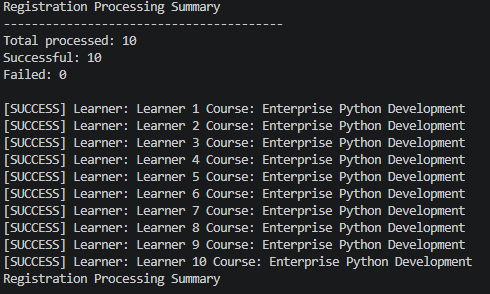 Registration Processing Summary
----------------------------------------
Total processed: 10
Successful: 10
Failed: 0
[SUCCESS] Learner: Learner 1 Course: Enterprise Python Development
[SUCCESS] Learner: Learner 2 Course: Enterprise Python Development
[SUCCESS] Learner: Learner 3 Course: Enterprise Python Development
[SUCCESS] Learner: Learner 4 Course: Enterprise Python Development
[SUCCESS] Learner: Learner 5 Course: Enterprise Python Development
[SUCCESS] Learner: Learner 6 Course: Enterprise Python Development
[SUCCESS] Learner: Learner 7 Course: Enterprise Python Development
[SUCCESS] Learner: Learner 8 Course: Enterprise Python Development
[SUCCESS] Learner: Learner 9 Course: Enterprise Python Development
[SUCCESS] Learner: Learner 10 Course: Enterprise Python Development
Registration Processing Summary